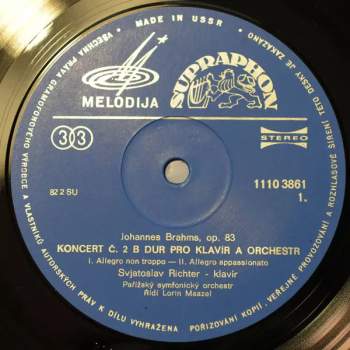 MADE IN USSR
VŠECHNA PRÁVA GRAMOFONOVÉHO VÝROBCE A VLASTNÍKŮ AUTORSKÝCH PRÁV K DÍLU VYHRAZENA
POŘIZOVÁNÍ KOPIÍ, VEŘEJNÉ PROVOZOVÁNÍ A ROZHLASOVÉ ŠÍŘENÍ TÉTO DESKY JE ZAKÁZÁNO
MELODIJA
SUPRAPHON
33
STEREO
82 2 SU
1110 3861
1.
Johannes Brahms, op. 83
KONCERT Č. 2 B DUR PRO KLAVÍR A ORCHESTR
I. Allegro non troppo – II. Allegro appassionato
Svjatoslav Richter - klavír
Pařížský symfonický orchestr
Řídí Lorin Maazel